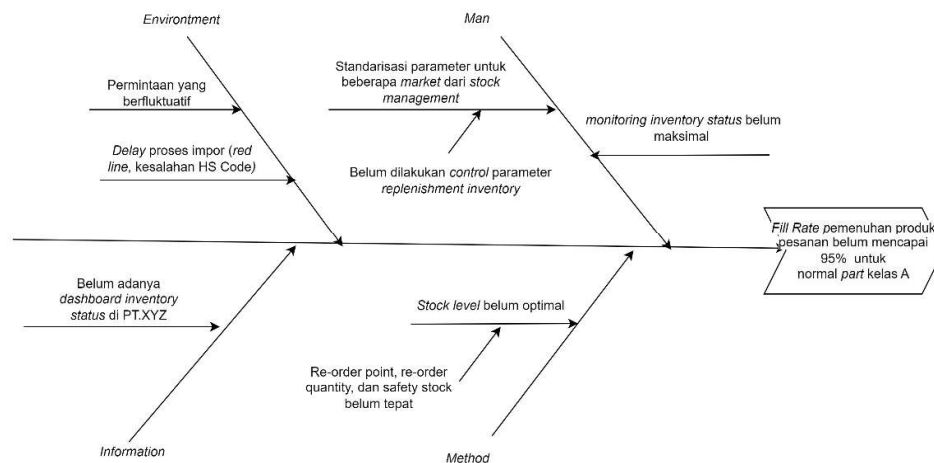 Environtment
Man
Permintaan yang
berfluktuatif
Delay proses impor (red
line, kesalahan HS Code)
Standarisasi parameter untuk
beberapa market dari stock
management
Belum dilakukan control parameter
replenishment inventory
monitoring inventory status belum
maksimal
Fill Rate pemenuhan produk
pesanan belum mencapai
95% untuk
normal part kelas A
Belum adanya
dashboard inventory
status di PT.XYZ
Stock level belum optimal
Re-order point, re-order
quantity, dan safety stock
belum tepat
Information
Method